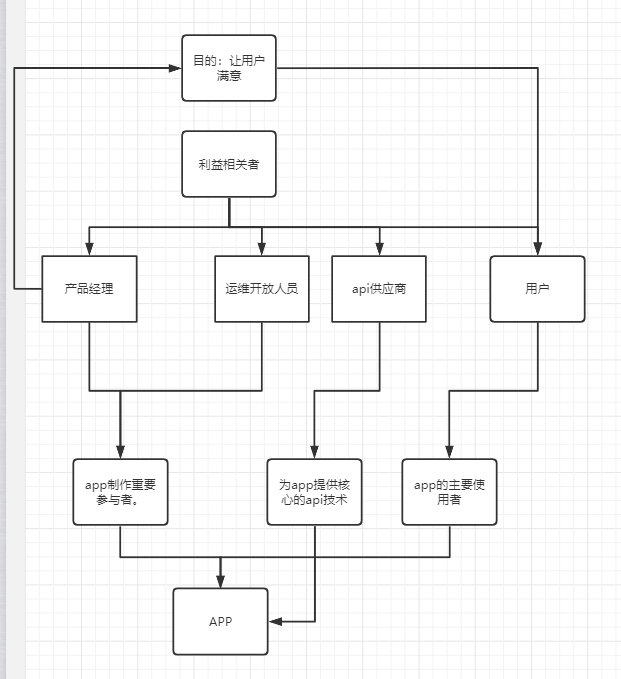 目的：让用户
满意
利益相关者
产品经理
运维开放人员
api供应商
用户
app制作重要
参与者。
为app提供核
心的api技术
app的主要使
用者
APP